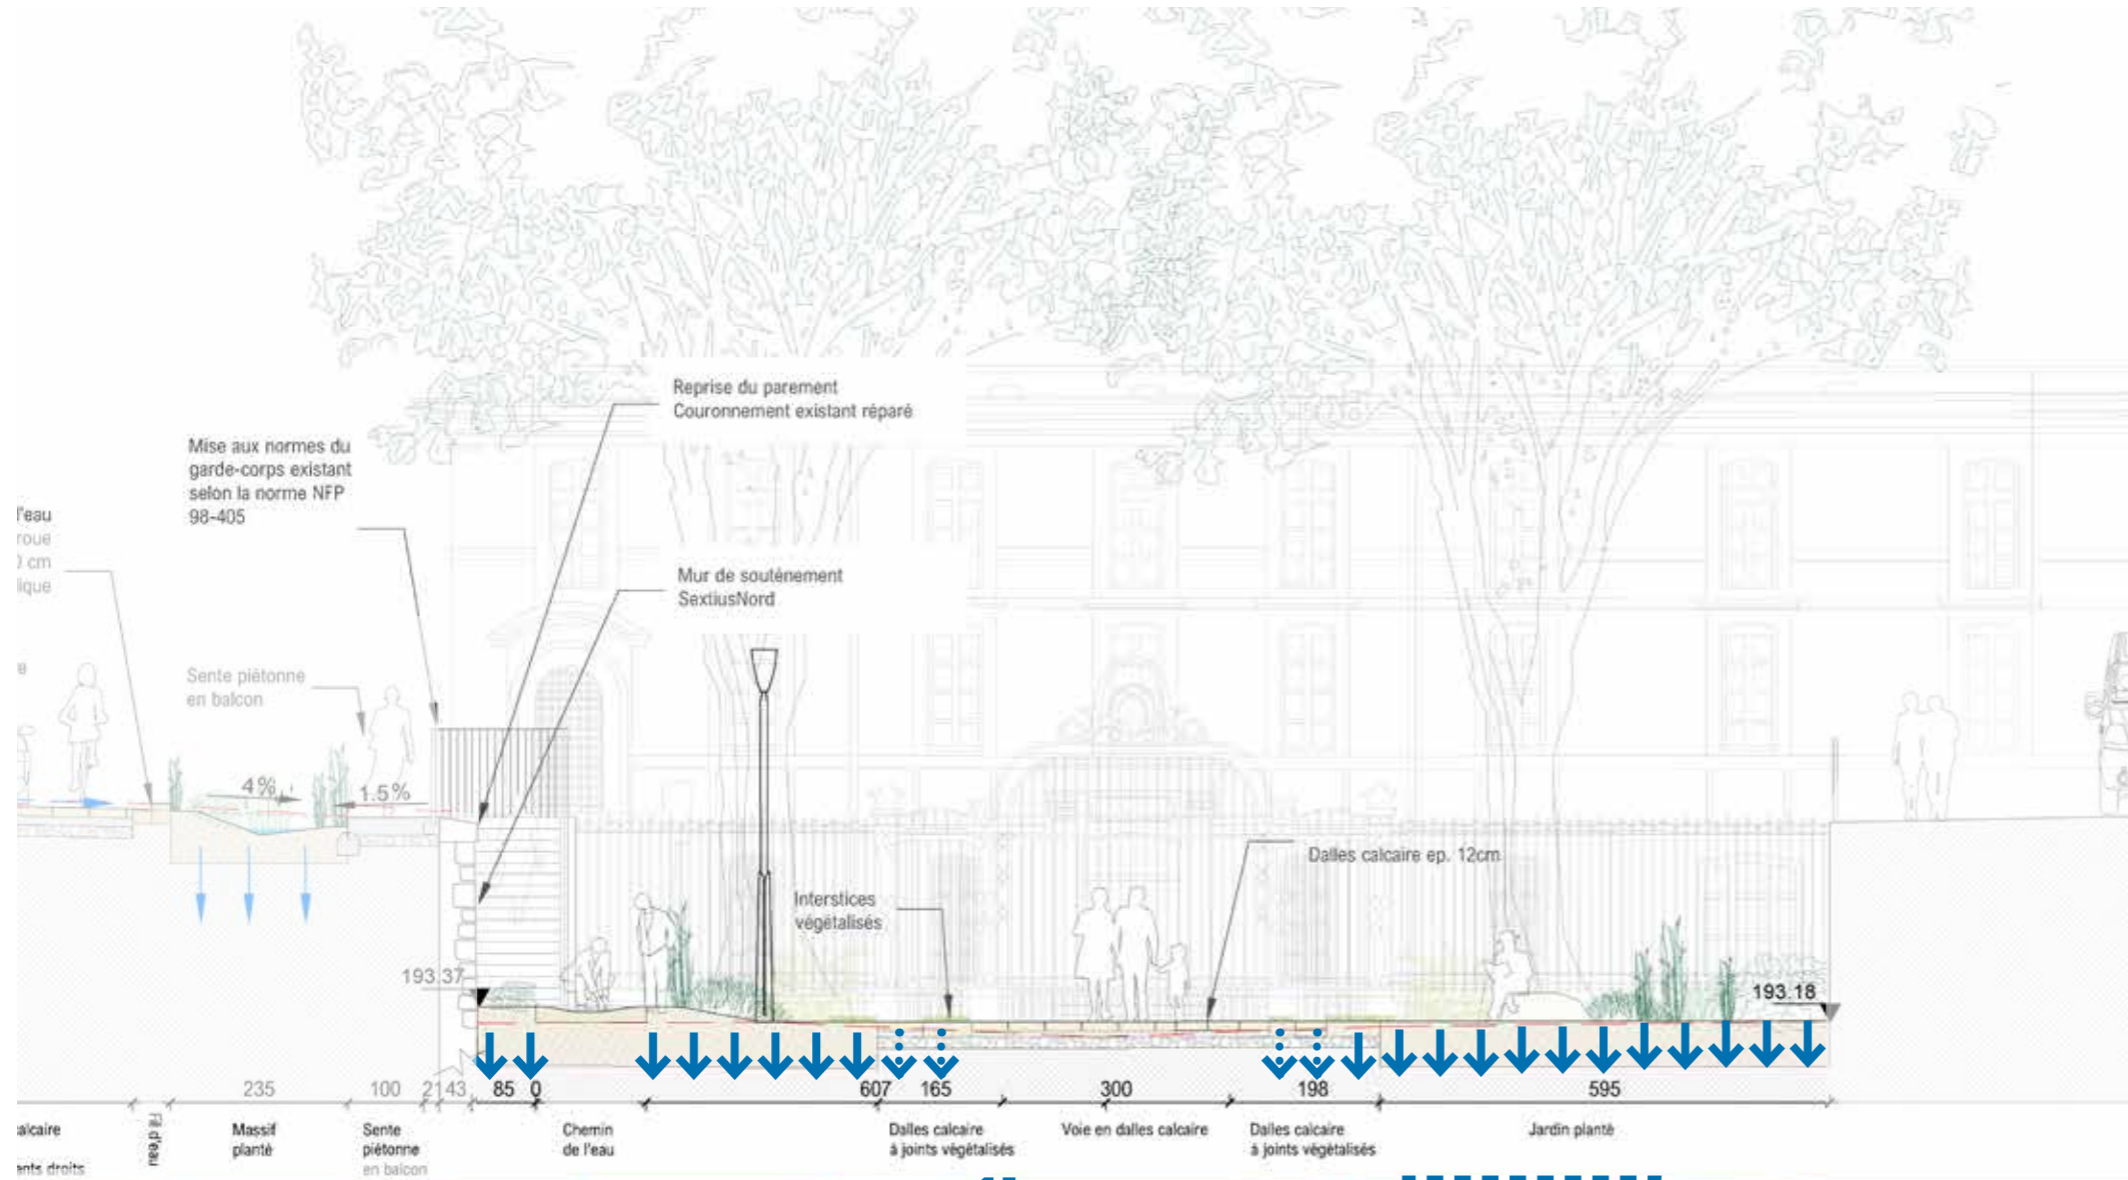 Reprise du parement
Couronnement existant réparé
Mise aux normes du
garde-corps existant
selon la norme NFP
98-405
l'eau
roue
cm
lique
Mur de soutènement
SextiusNord
Sente piétonne
en balcon
e
4%
1.5%
Dalles calcaire ep. 12cm
Interstices
végétalisés
193.37
193.18
235
100
21
43
85
0
607
165
300
198
595
alcaire
ents droits
Fil d'eau
Massif
planté
Sente
piétonne
en balcon
Chemin
de l'eau
Dalles calcaire
à joints végétalisés
Voie en dalles calcaire
Dalles calcaire
à joints végétalisés
Jardin planté